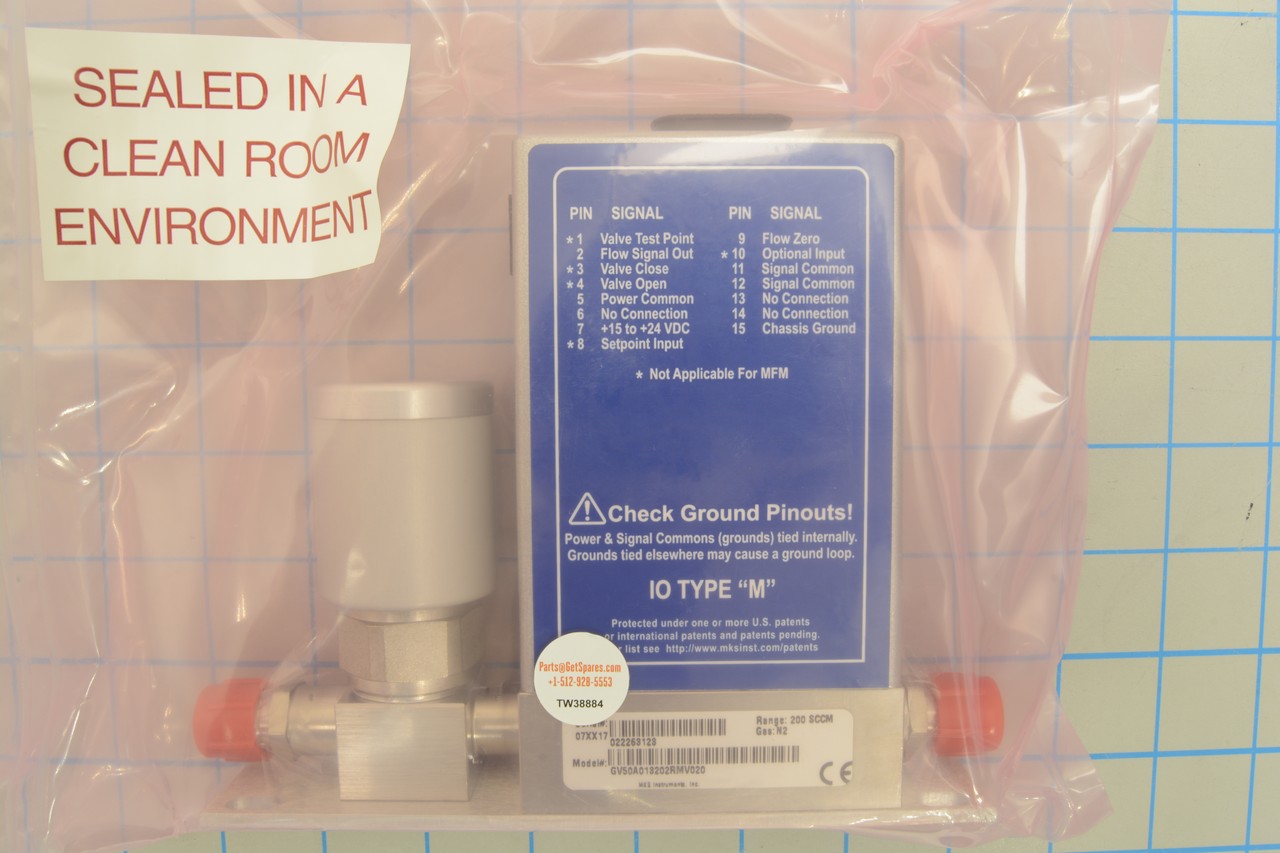 SEALED IN A
CLEAN ROOM
ENVIRONMENT
PIN SIGNAL PIN SIGNAL
* 1 Valve Test Point 9 Flow Zero
2 Flow Signal Out * 10 Optional Input
* 3 Valve Close 11 Signal Common
* 4 Valve Open 12 Signal Common
5 Power Common 13 No Connection
6 No Connection 14 No Connection
7 +15 to +24 VDC 15 Chassis Ground
* 8 Setpoint Input
* Not Applicable For MFM
Check Ground Pinouts!
Power & Signal Commons (grounds) tied internally.
Grounds tied elsewhere may cause a ground loop.
IO TYPE “M”
Protected under one or more U.S. patents
or international patents and patents pending.
list see http://www.mksinst.com/patents
Parts@GetSpares.com
+1-512-928-5553
TW38884
Range: 200 SCCM
07XX17 Gas: N2
022263123
Model#:
GV50A013202RMV020
MKS Instruments, Inc
CE